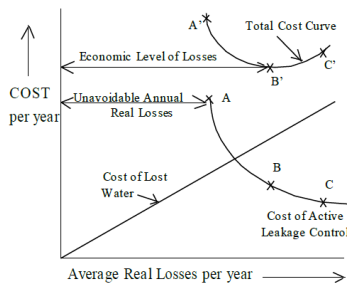 A'
Total Cost Curve
Economic Level of Losses
C'
B'
COST
per year
Unavoidable Annual
Real Losses
A
Cost of Lost
Water
B
C
Cost of Active
Leakage Control
Average Real Losses per year